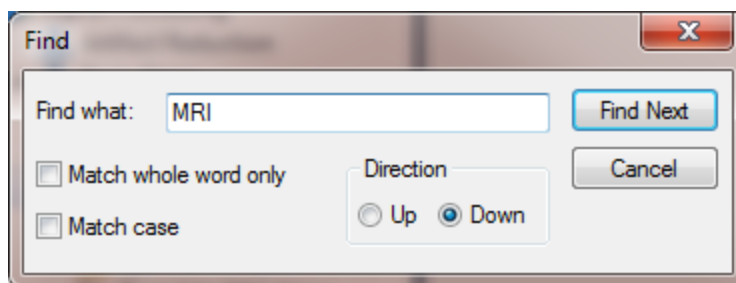 Find
Find what: MRI Find Next
Match whole word only Direction Cancel
Match case Up Down